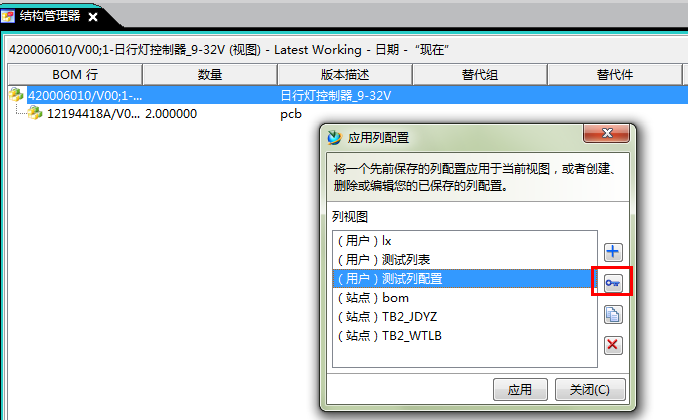 结构管理器
420006010/V00;1-日行灯控制器_9-32V (视图) - Latest Working - 日期 - “现在”
BOM 行 数量 版本描述 替代组 替代件
420006010/V00;1-... 日行灯控制器_9-32V
12194418A/V0... 2.000000 pcb
应用列配置
将一个先前保存的列配置应用于当前视图，或者创建、
删除或编辑您的已保存的列配置。
列视图
（用户）lx
（用户）测试列表
（用户）测试列配置
（站点）bom
（站点）TB2_JDYZ
（站点）TB2_WTLB
应用 关闭(C)